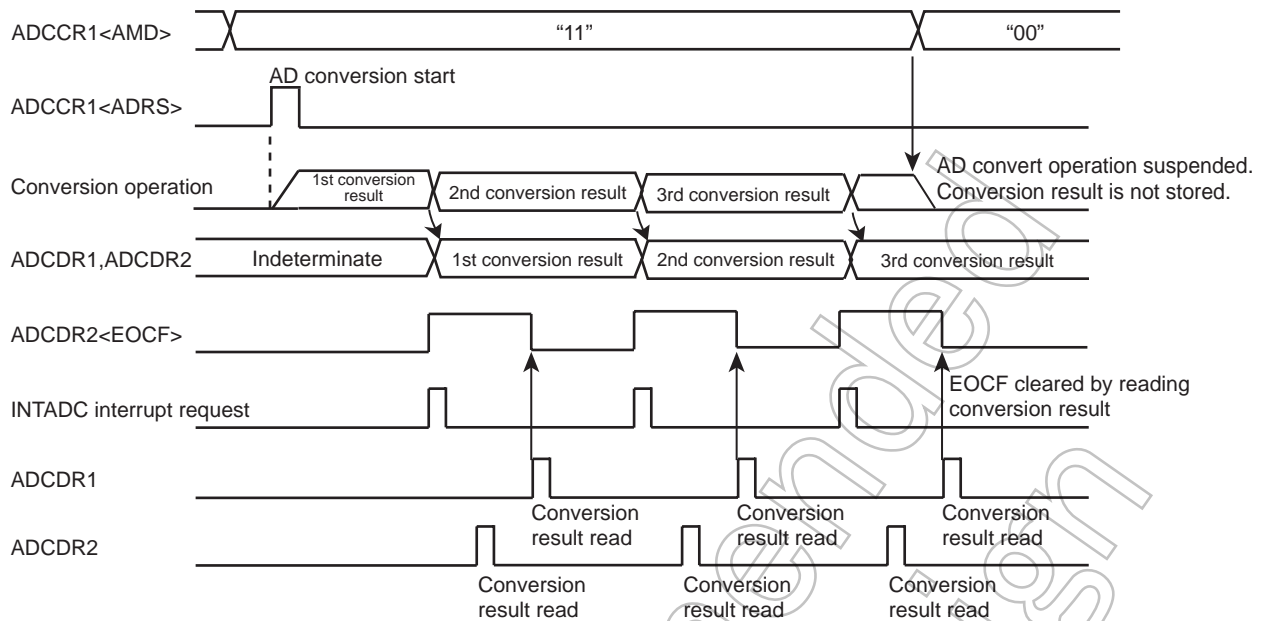 ADCCR1<AMD> "11" "00"
AD conversion start
ADCCR1<ADRS>
Conversion operation
1st conversion
result
2nd conversion result
3rd conversion result
AD convert operation suspended.
Conversion result is not stored.
ADCDR1,ADCDR2
Indeterminate
1st conversion result
2nd conversion result
3rd conversion result
ADCDR2<EOCF>
EOCF cleared by reading
conversion result
INTADC interrupt request
ADCDR1
Conversion
result read
Conversion
result read
Conversion
result read
ADCDR2
Conversion
result read
Conversion
result read
Conversion
result read